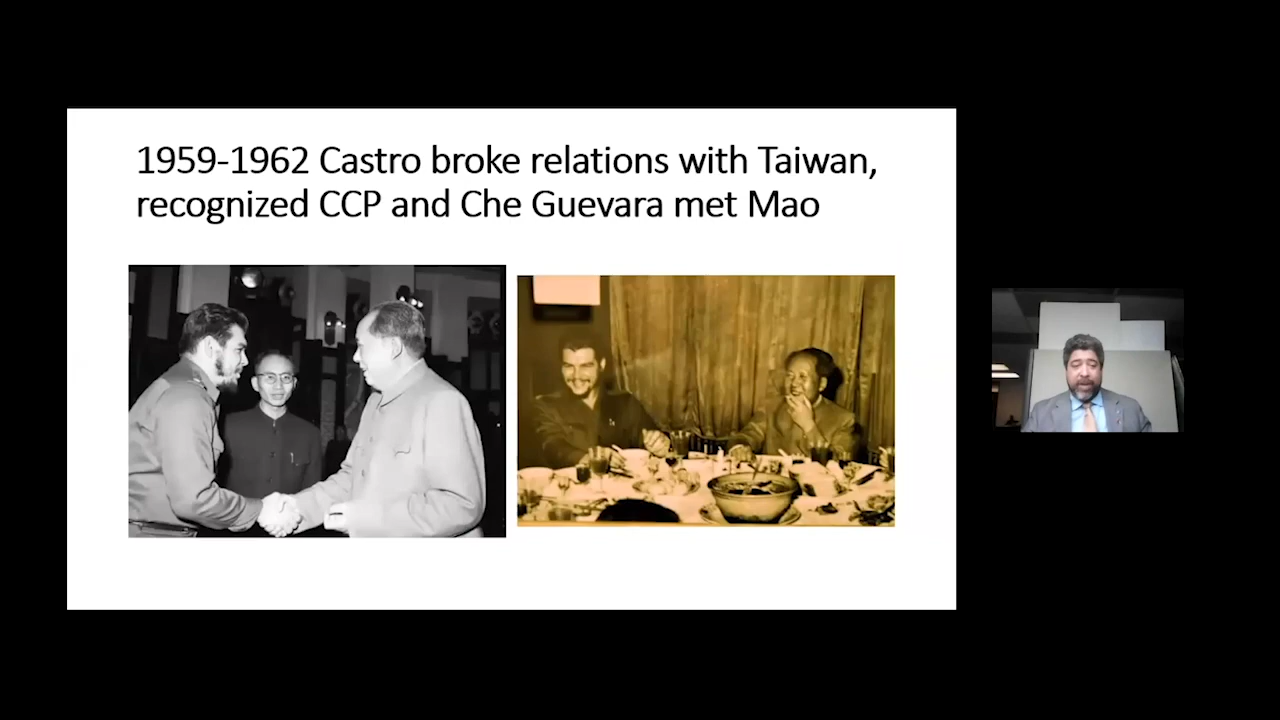 1959-1962 Castro broke relations with Taiwan,
recognized CCP and Che Guevara met Mao